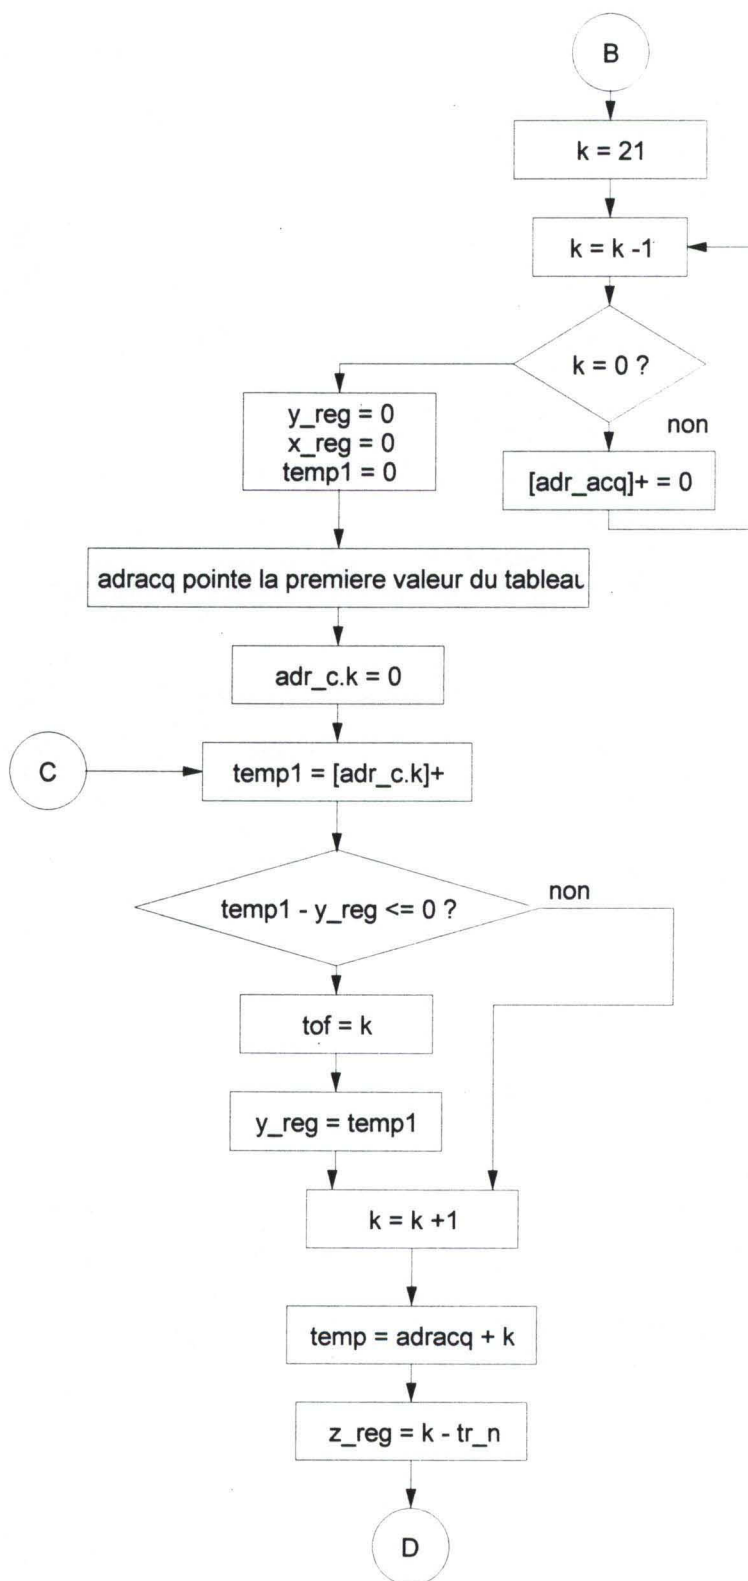 B
k = 21
k = k -1
k = 0 ?
non
y_reg = 0
x_reg = 0
temp1 = 0
[adr_acq]+ = 0
adracq pointe la premiere valeur du tableau
adr_c.k = 0
C
temp1 = [adr_c.k]+
temp1 - y_reg <= 0 ?
non
tof = k
y_reg = temp1
k = k +1
temp = adracq + k
z_reg = k - tr_n
D